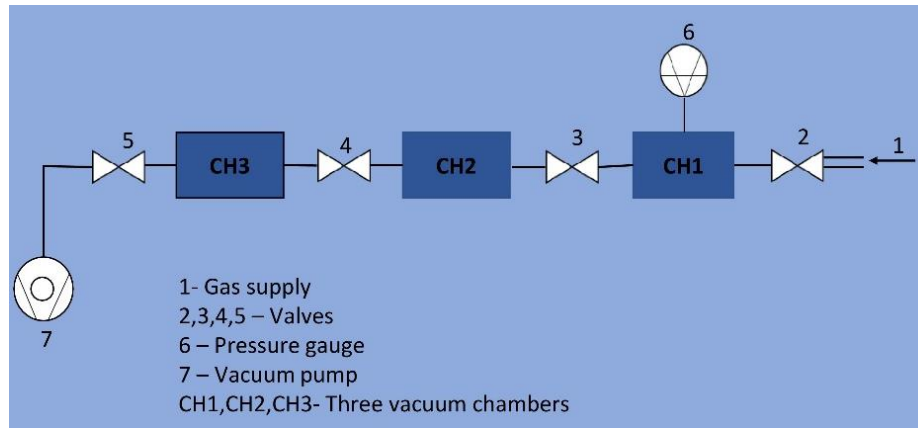 6
5
4
3
2
1
CH3
CH2
CH1
7
1- Gas supply
2,3,4,5 – Valves
6 – Pressure gauge
7 – Vacuum pump
CH1,CH2,CH3- Three vacuum chambers